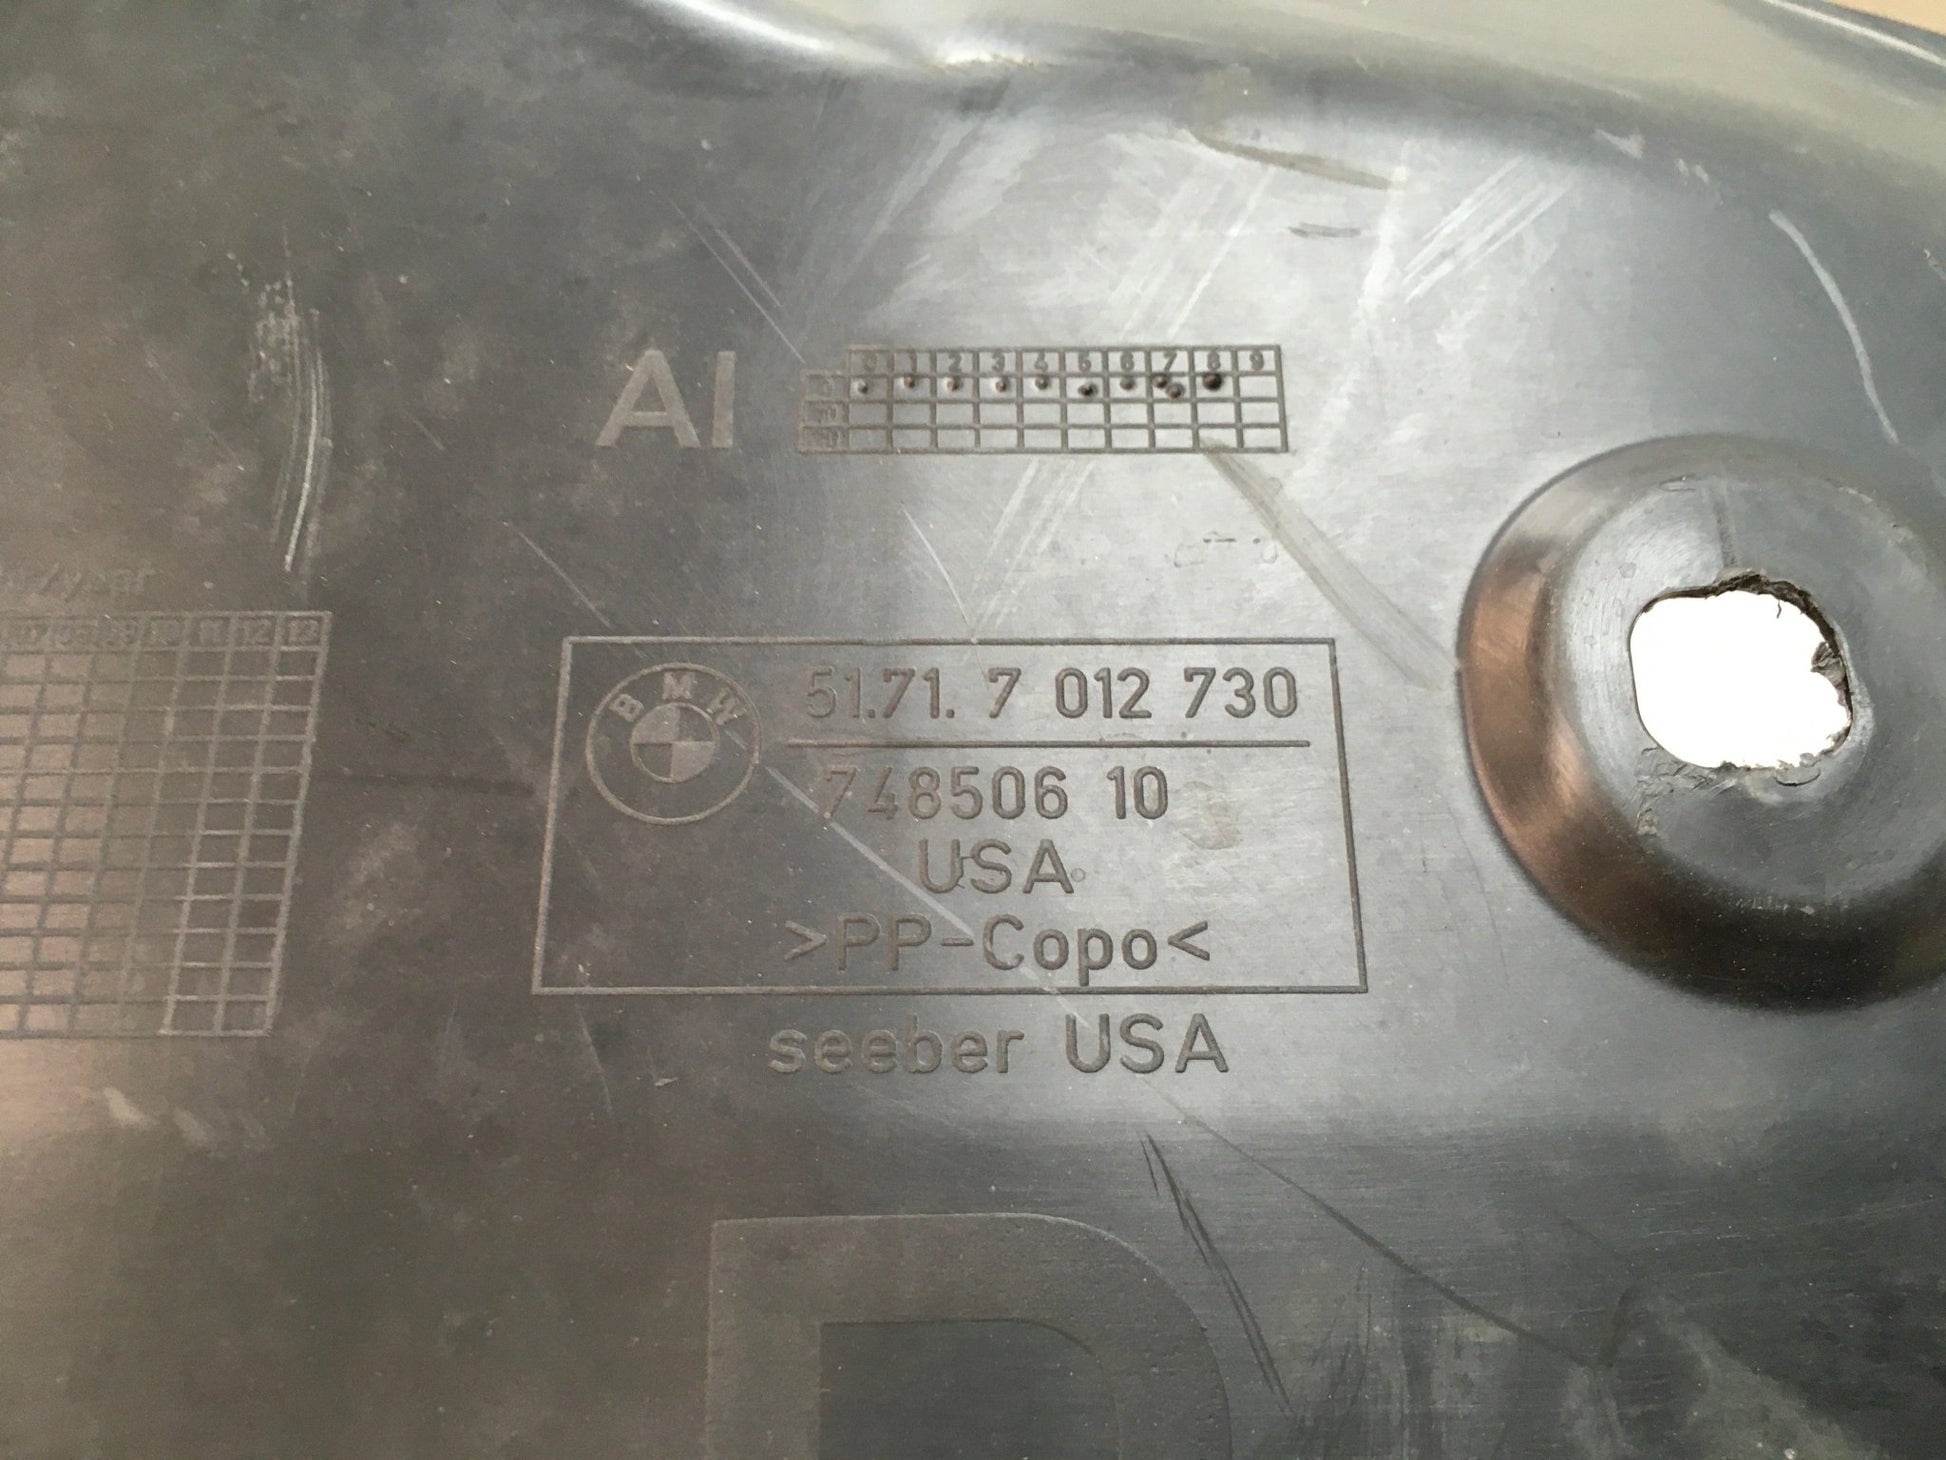 AI
0 1 2 3 4 5 6 7 8 9
10 11 12 13
BMW
51.71. 7 012 730
748506 10
USA
>PP-Copo<
seeber USA